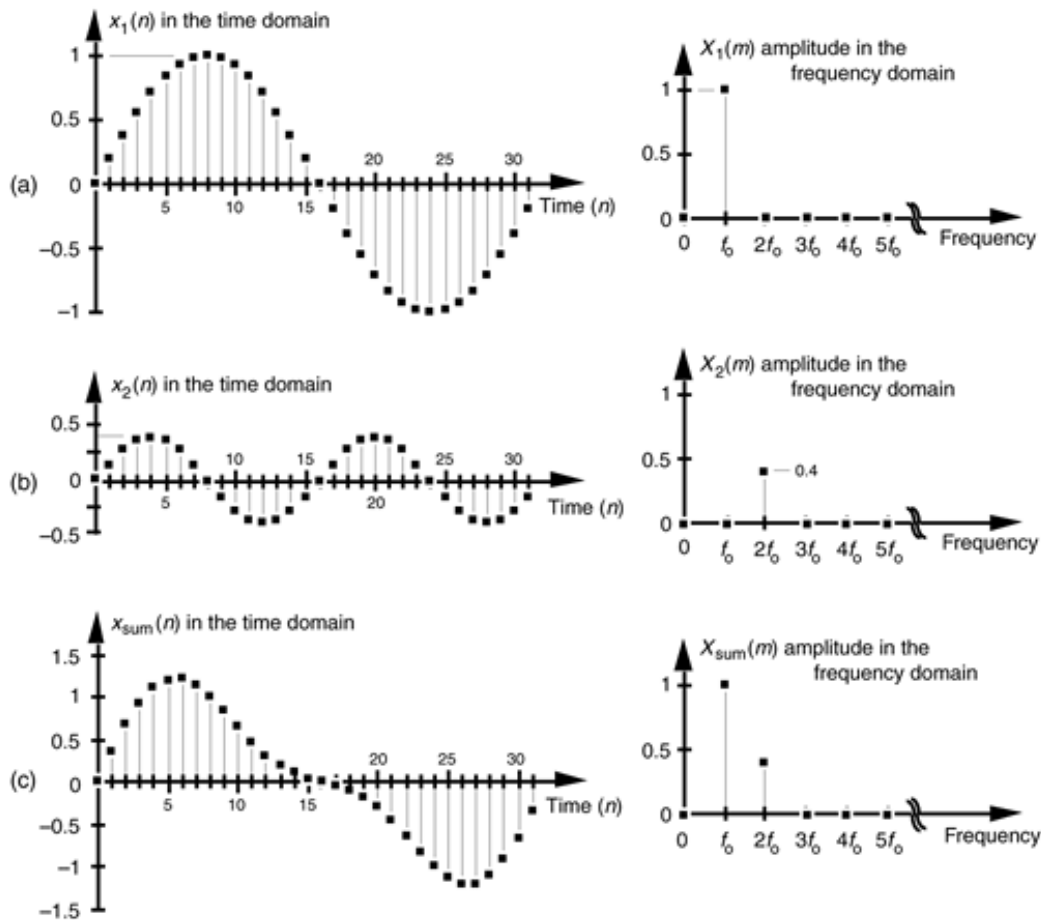 x1(n) in the time domain
1
0.5
0
−0.5
−1
5
10
15
20
25
30
Time (n)
(a)
X1(m) amplitude in the
frequency domain
1
0.5
0
0 fo 2fo 3fo 4fo 5fo
Frequency
x2(n) in the time domain
0.5
0
−0.5
10
15
25
30
5
20
Time (n)
(b)
X2(m) amplitude in the
frequency domain
1
0.5
0
0.4
0 fo 2fo 3fo 4fo 5fo
Frequency
xsum(n) in the time domain
1.5
1
0.5
0
−0.5
−1
−1.5
20
25
30
5
10
15
Time (n)
(c)
Xsum(m) amplitude in the
frequency domain
1
0.5
0
0 fo 2fo 3fo 4fo 5fo
Frequency